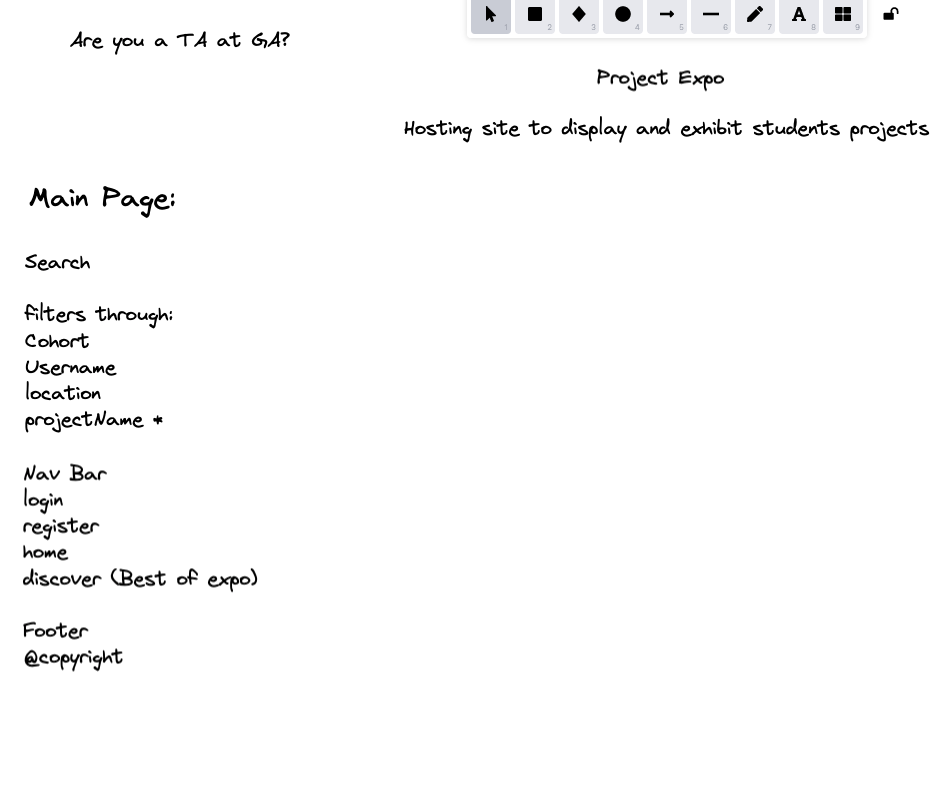 Are you a TA at GA?
1 2 3 4 5 6 7 A 8 9
Project Expo
Hosting site to display and exhibit students projects
Main Page:
Search
filters through:
Cohort
Username
location
projectName *
Nav Bar
login
register
home
discover (Best of expo)
Footer
@copyright